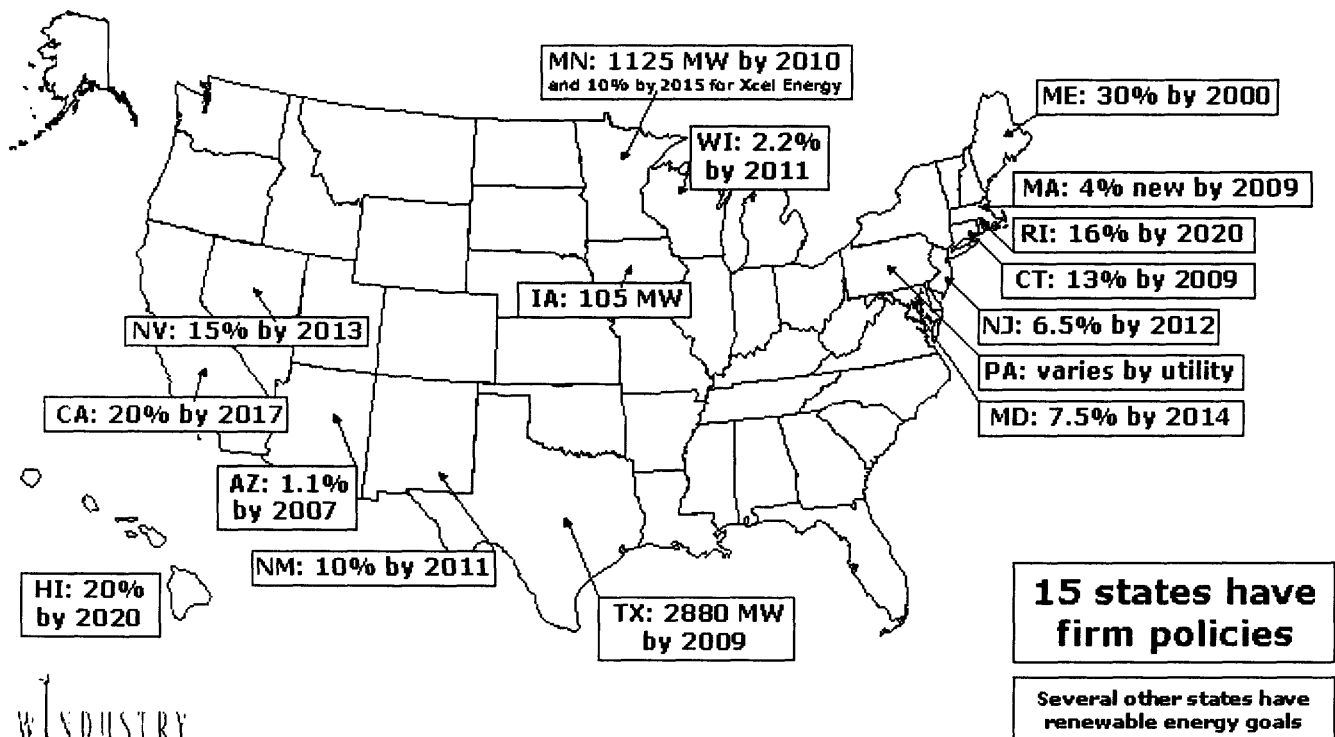 MN: 1125 MW by 2010
and 10% by 2015 for Xcel Energy
ME: 30% by 2000
WI: 2.2%
by 2011
MA: 4% new by 2009
RI: 16% by 2020
CT: 13% by 2009
IA: 105 MW
NV: 15% by 2013
NJ: 6.5% by 2012
PA: varies by utility
CA: 20% by 2017
MD: 7.5% by 2014
AZ: 1.1%
by 2007
NM: 10% by 2011
HI: 20%
by 2020
TX: 2880 MW
by 2009
15 states have
firm policies
Several other states have
renewable energy goals
WINDUSTRY